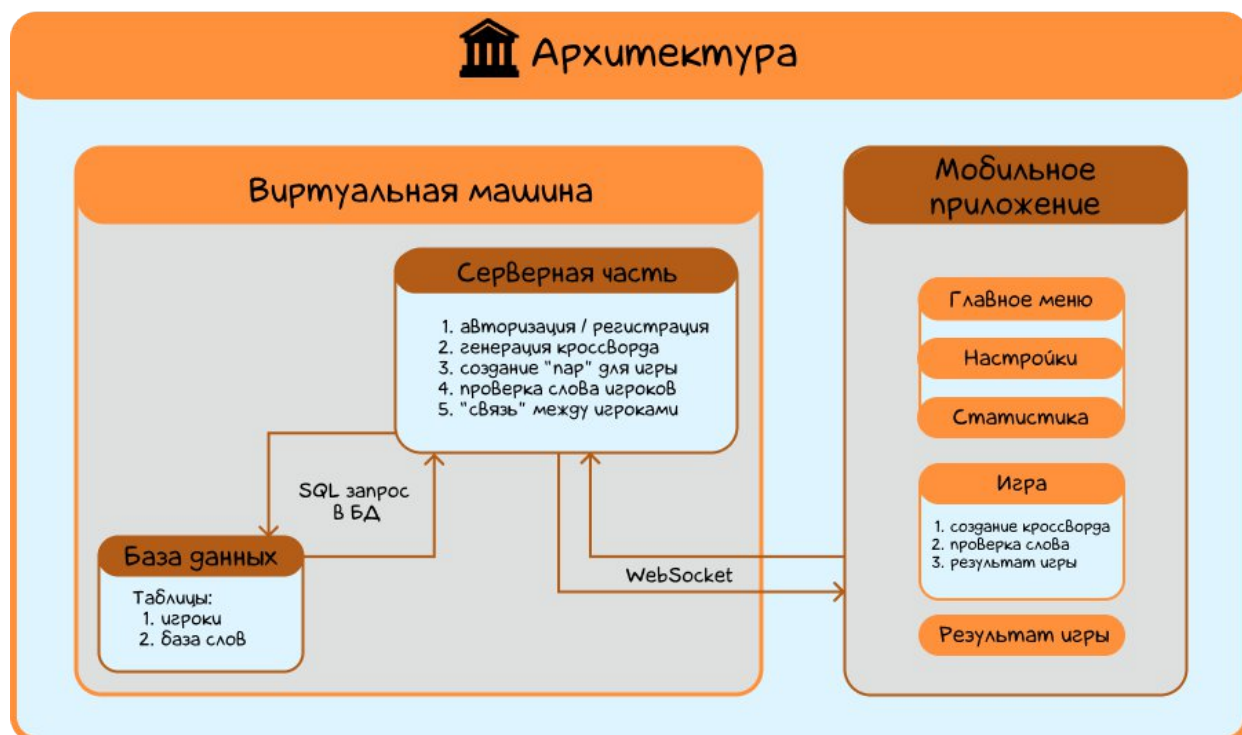 Архитектура
Виртуальная машина
Серверная часть
1. авторизация / регистрация
2. генерация кроссворда
3. создание "пар" для игры
4. проверка слова игроков
5. "связь" между игроками
SQL запрос
в БД
База данных
Таблицы:
1. игроки
2. база слов
WebSocket
Мобильное
приложение
Главное меню
Настройки
Статистика
Игра
1. создание кроссворда
2. проверка слова
3. результат игры
Результат игры